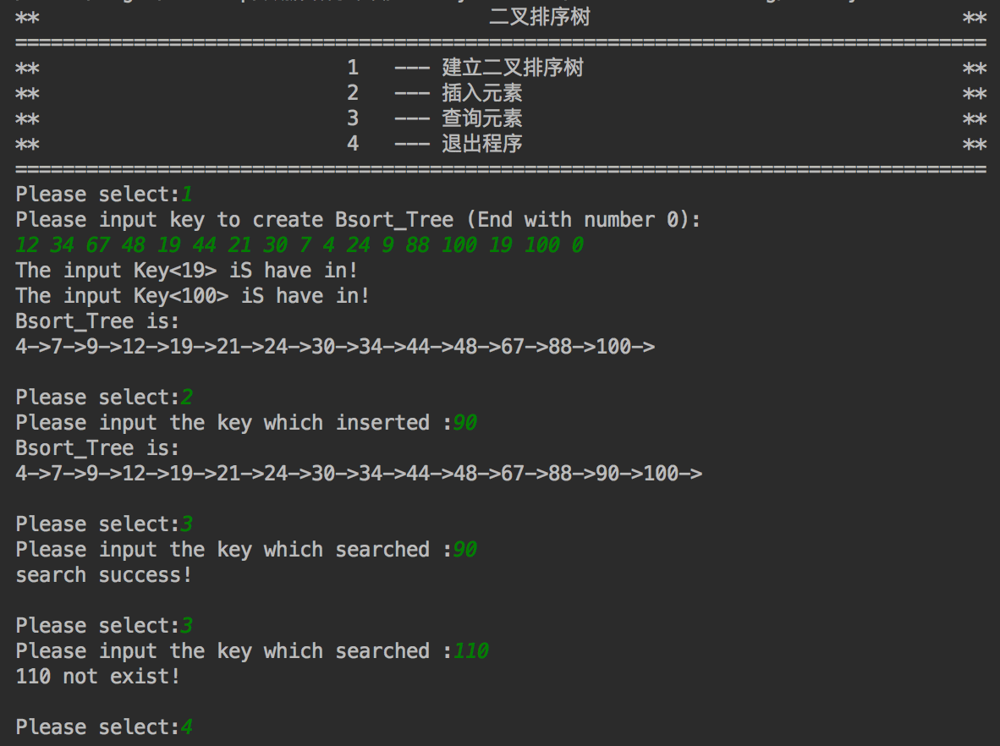 ** 二叉排序树 **
==================================================================================
** 1 --- 建立二叉排序树 **
** 2 --- 插入元素 **
** 3 --- 查询元素 **
** 4 --- 退出程序 **
==================================================================================
Please select:1
Please input key to create Bsort_Tree (End with number 0):
12 34 67 48 19 44 21 30 7 4 24 9 88 100 19 100 0
The input Key<19> iS have in!
The input Key<100> iS have in!
Bsort_Tree is:
4->7->9->12->19->21->24->30->34->44->48->67->88->100->
Please select:2
Please input the key which inserted :90
Bsort_Tree is:
4->7->9->12->19->21->24->30->34->44->48->67->88->90->100->
Please select:3
Please input the key which searched :90
search success!
Please select:3
Please input the key which searched :110
110 not exist!
Please select:4